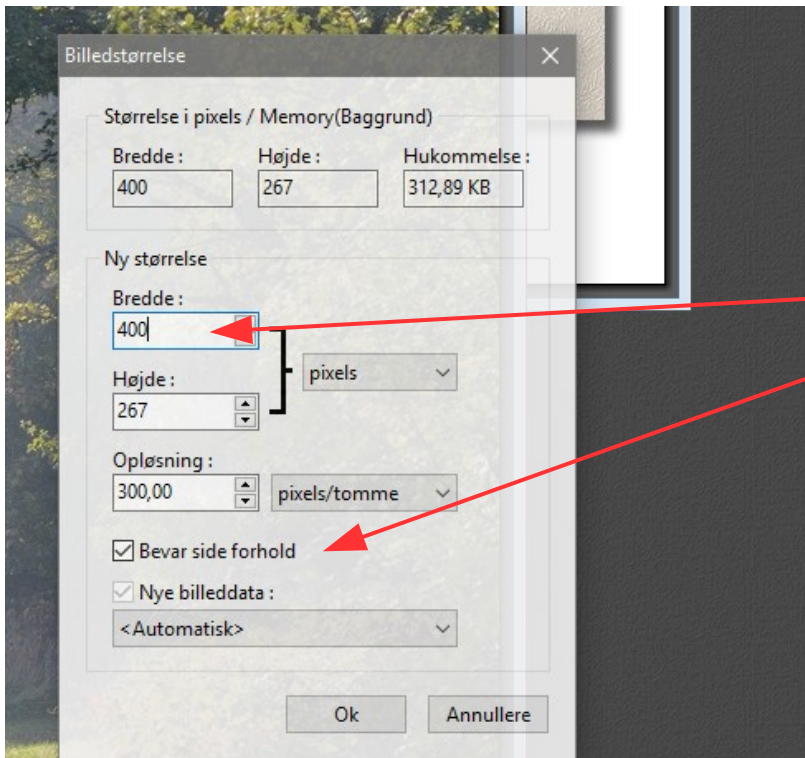 Billedstørrelse
Størrelse i pixels / Memory(Baggrund)
Bredde : Højde : Hukommelse :
400 267 312,89 KB
Ny størrelse
Bredde :
400
pixels
Højde :
267
Opløsning :
300,00 pixels/tomme
Bevar side forhold
Nye billeddata :
<Automatisk>
Ok Annullere